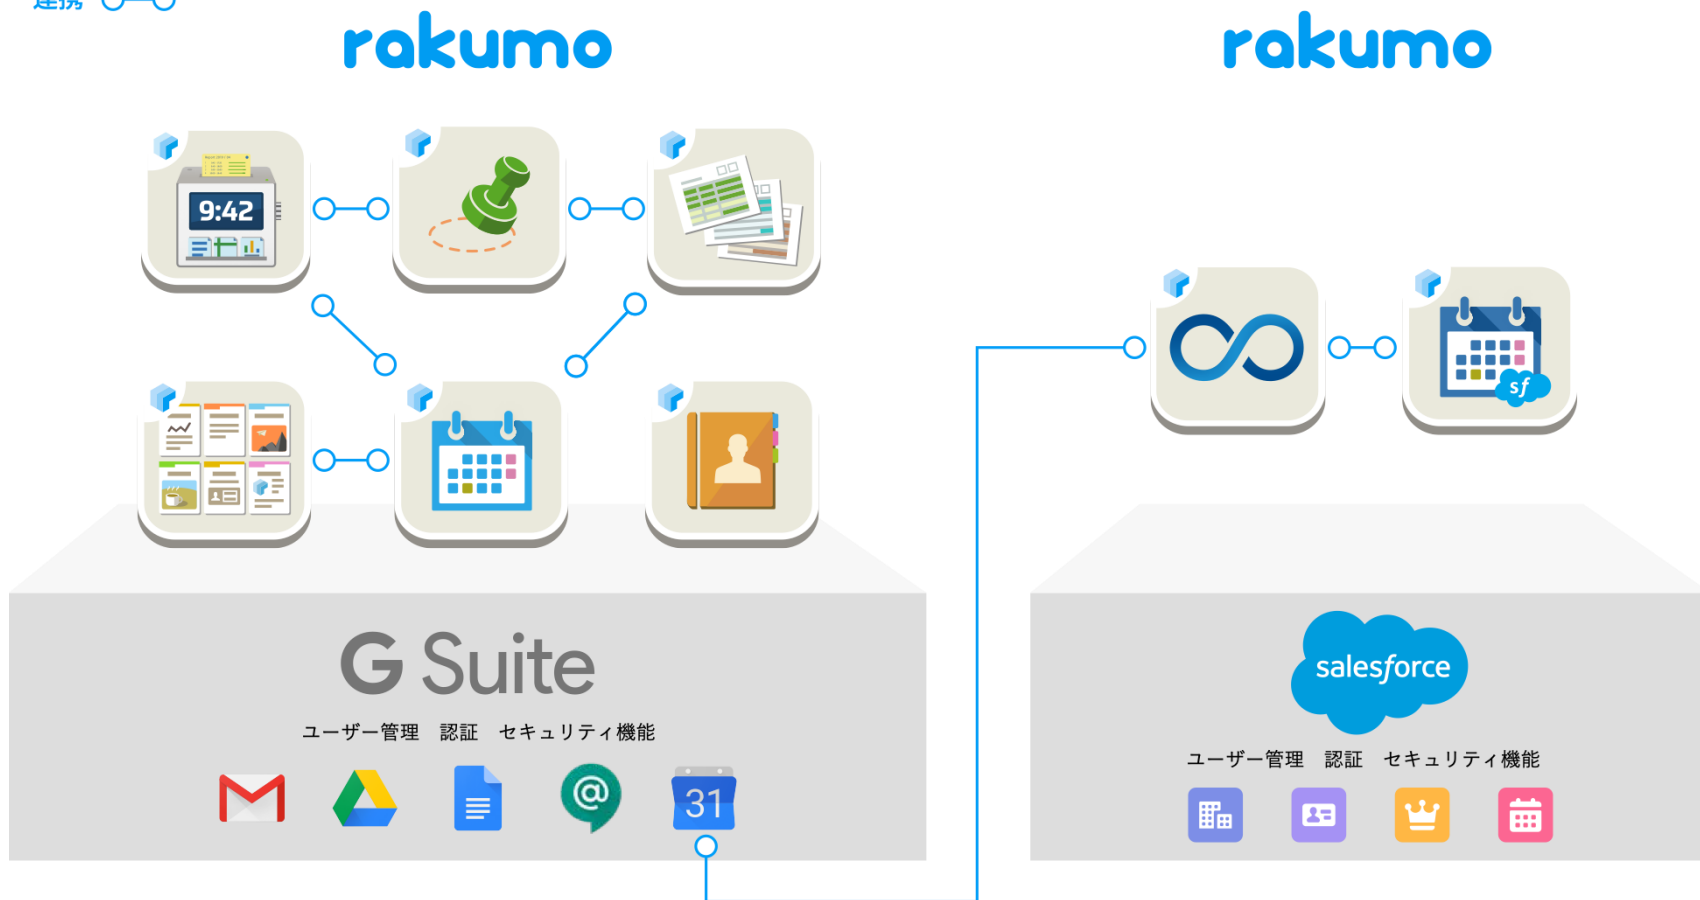 連携
rakumo
rakumo
9:42
sf
G Suite
salesforce
ユーザー管理 認証 セキュリティ機能
ユーザー管理 認証 セキュリティ機能
31